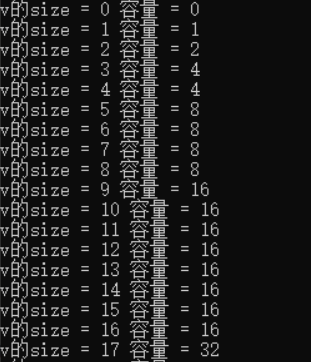 v的size = 0 容量 = 0
v的size = 1 容量 = 1
v的size = 2 容量 = 2
v的size = 3 容量 = 4
v的size = 4 容量 = 4
v的size = 5 容量 = 8
v的size = 6 容量 = 8
v的size = 7 容量 = 8
v的size = 8 容量 = 8
v的size = 9 容量 = 16
v的size = 10 容量 = 16
v的size = 11 容量 = 16
v的size = 12 容量 = 16
v的size = 13 容量 = 16
v的size = 14 容量 = 16
v的size = 15 容量 = 16
v的size = 16 容量 = 16
v的size = 17 容量 = 32